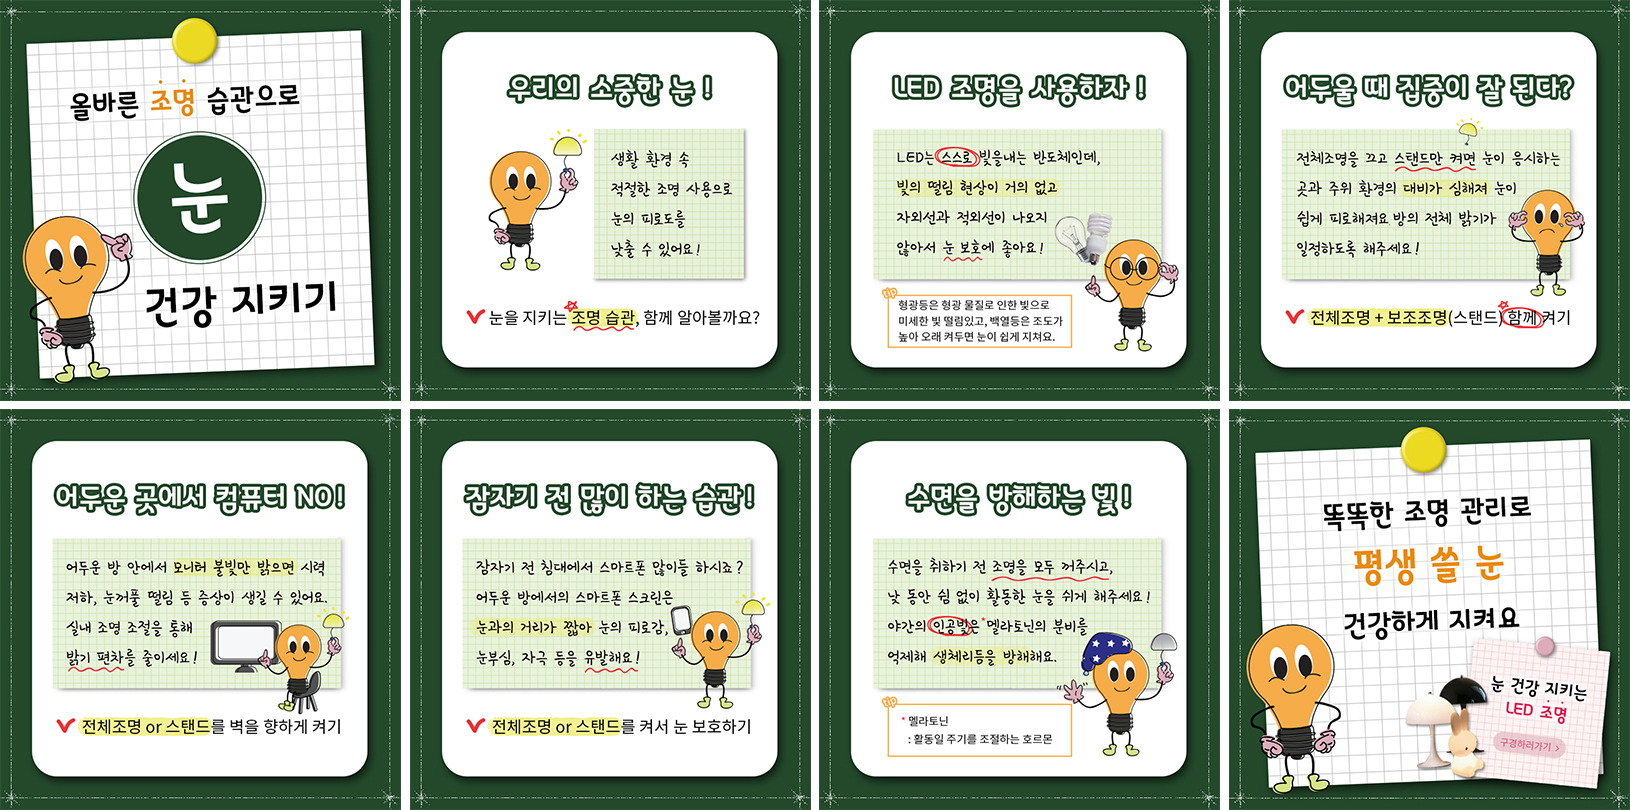 올바른 조명 습관으로
눈
건강 지키기
우리의 소중한 눈!
생활 환경 속
적절한 조명 사용으로
눈의 피로도를
낮출 수 있어요!
눈을 지키는 조명 습관, 함께 알아볼까요?
LED 조명을 사용하자!
LED는 스스로 빛을내는 반도체인데,
빛의 떨림 현상이 거의 없고
자외선과 적외선이 나오지
않아서 눈 보호에 좋아요!
tip
형광등은 형광 물질로 인한 빛으로
미세한 빛 떨림있고, 백열등은 조도가
높아 오래 켜두면 눈이 쉽게 지쳐요.
어두울 때 집중이 잘 된다?
전체조명을 끄고 스탠드만 켜면 눈이 응시하는
곳과 주위 환경의 대비가 심해져 눈이
쉽게 피로해져요 방의 전체 밝기가
일정하도록 해주세요!
전체조명 + 보조조명(스탠드) 함께 켜기
어두운 곳에서 컴퓨터 NO!
어두운 방 안에서 모니터 불빛만 밝으면 시력
저하, 눈꺼풀 떨림 등 증상이 생길 수 있어요.
실내 조명 조절을 통해
밝기 편차를 줄이세요!
전체조명 or 스탠드를 벽을 향하게 켜기
잠자기 전 많이 하는 습관!
잠자기 전 침대에서 스마트폰 많이들 하시죠?
어두운 방에서의 스마트폰 스크린은
눈과의 거리가 짧아 눈의 피로감,
눈부심, 자극 등을 유발해요!
전체조명 or 스탠드를 켜서 눈 보호하기
수면을 방해하는 빛!
수면을 취하기 전 조명을 모두 꺼주시고,
낮 동안 쉼 없이 활동한 눈을 쉬게 해주세요!
야간의 인공빛은 *멜라토닌의 분비를
억제해 생체리듬을 방해해요.
tip
* 멜라토닌
: 활동일 주기를 조절하는 호르몬
똑똑한 조명 관리로
평생 쓸 눈
건강하게 지켜요
눈 건강 지키는
LED 조명
구경하러가기 >